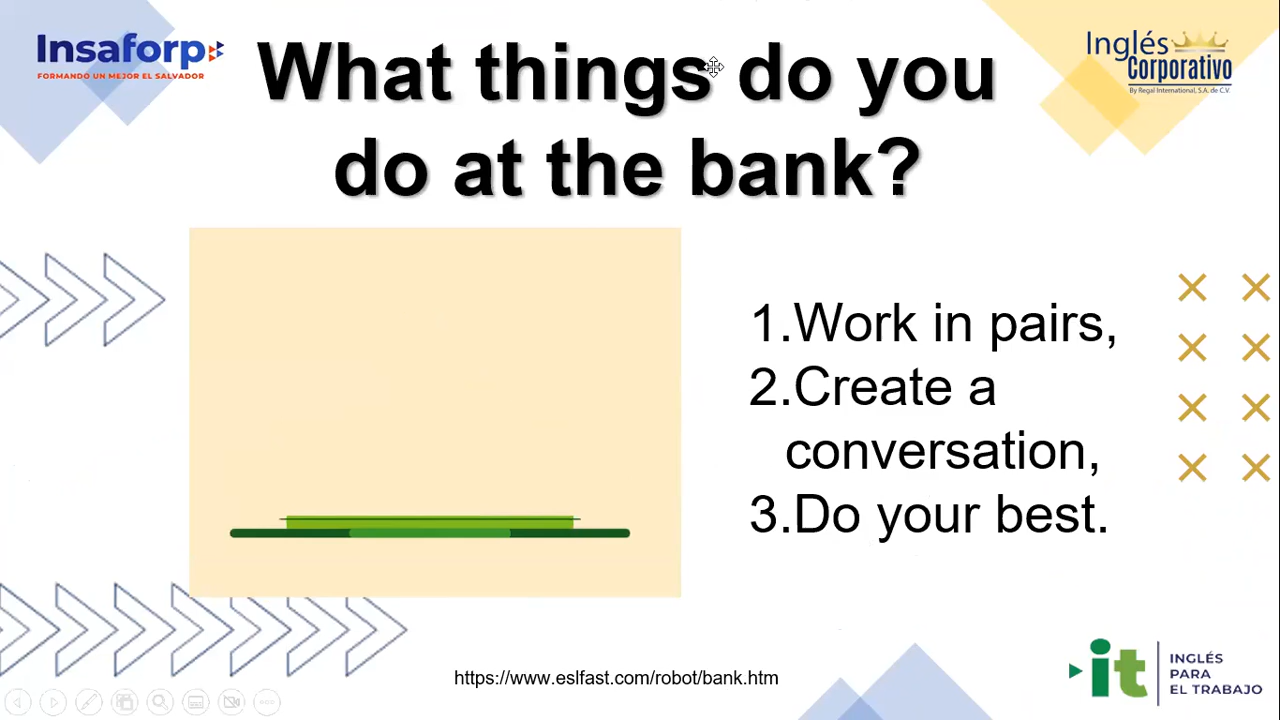 Insaforp
FORMANDO UN MEJOR EL SALVADOR
What things do you
do at the bank?
Inglés
Corporativo
By Regal International, S.A. de C.V.
1.Work in pairs,
2.Create a
conversation,
3.Do your best.
https://www.eslfast.com/robot/bank.htm
it
INGLÉS
PARA
EL TRABAJO